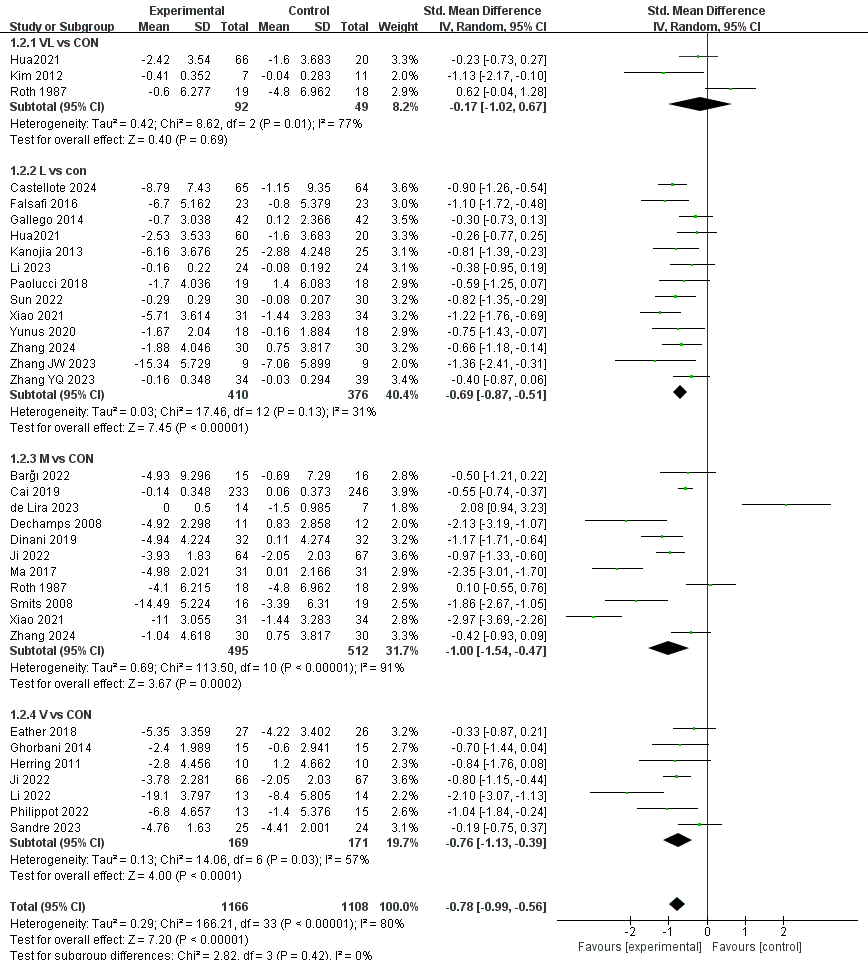 Experimental Control Std. Mean Difference Std. Mean Difference
Study or Subgroup Mean SD Total Mean SD Total Weight IV, Random, 95% CI IV, Random, 95% CI
1.2.1 VL vs CON
Hua2021 -2.42 3.54 66 -1.6 3.683 20 3.3% -0.23 [-0.73, 0.27]
Kim 2012 -0.41 0.352 7 -0.04 0.283 11 2.0% -1.13 [-2.17, -0.10]
Roth 1987 -0.6 6.277 19 -4.8 6.962 18 2.9% 0.62 [-0.04, 1.28]
Subtotal (95% CI) 92 49 8.2% -0.17 [-1.02, 0.67]
Heterogeneity: Tau² = 0.42; Chi² = 8.62, df = 2 (P = 0.01); I² = 77%
Test for overall effect: Z = 0.40 (P = 0.69)
1.2.2 L vs con
Castellote 2024 -8.79 7.43 65 -1.15 9.35 64 3.6% -0.90 [-1.26, -0.54]
Falsafi 2016 -6.7 5.162 23 -0.8 5.379 23 3.0% -1.10 [-1.72, -0.48]
Gallego 2014 -0.7 3.038 42 0.12 2.366 42 3.4% -0.30 [-0.73, 0.13]
Hua2021 -2.53 3.533 60 -1.6 3.683 20 3.3% -0.26 [-0.77, 0.25]
Kanojia 2013 -6.16 3.676 25 -2.88 4.248 25 3.1% -0.81 [-1.39, -0.23]
Li 2023 -0.16 0.22 24 -0.08 0.192 24 3.1% -0.38 [-0.95, 0.19]
Paolucci 2018 -1.7 4.036 19 1.4 6.083 18 2.9% -0.59 [-1.25, 0.07]
Sun 2022 -0.29 0.29 30 -0.08 0.207 30 3.2% -0.82 [-1.35, -0.29]
Xiao 2021 -5.71 3.614 31 -1.44 3.283 34 3.2% -1.22 [-1.76, -0.69]
Yunus 2020 -1.67 2.04 18 -0.16 1.884 18 2.9% -0.75 [-1.43, -0.07]
Zhang 2024 -1.88 4.046 30 0.75 3.817 30 3.2% -0.66 [-1.18, -0.14]
Zhang JW 2023 -15.34 5.729 9 -7.06 5.899 9 2.1% -1.36 [-2.41, -0.31]
Zhang YQ 2023 -0.16 0.348 34 -0.03 0.294 39 3.4% -0.40 [-0.87, 0.06]
Subtotal (95% CI) 410 376 40.4% -0.69 [-0.87, -0.51]
Heterogeneity: Tau² = 0.03; Chi² = 17.46, df = 12 (P = 0.13); I² = 31%
Test for overall effect: Z = 7.45 (P < 0.00001)
1.2.3 M vs CON
Barğı 2022 -4.93 9.296 15 -0.69 7.29 16 2.8% -0.50 [-1.21, 0.22]
Cai 2019 -0.14 0.348 233 0.06 0.373 246 3.9% -0.55 [-0.74, -0.37]
de Lira 2023 0 0.5 14 -1.5 0.985 7 1.8% 2.08 [0.94, 3.23]
Dechamps 2008 -4.92 2.298 11 0.83 2.858 12 2.0% -2.13 [-3.19, -1.07]
Dinani 2019 -4.94 4.224 32 0.11 4.274 32 3.2% -1.17 [-1.71, -0.64]
Ji 2022 -3.93 1.83 64 -2.05 2.03 67 3.6% -0.97 [-1.33, -0.60]
Ma 2017 -4.98 2.021 31 0.01 2.166 31 2.9% -2.35 [-3.01, -1.70]
Roth 1987 -4.1 6.215 18 -4.8 6.962 18 2.9% 0.10 [-0.55, 0.76]
Smits 2008 -14.49 5.224 16 -3.39 6.31 19 2.5% -1.86 [-2.67, -1.05]
Xiao 2021 -11 3.055 31 -1.44 3.283 34 2.8% -2.97 [-3.69, -2.26]
Zhang 2024 -1.04 4.618 30 0.75 3.817 30 3.2% -0.42 [-0.93, 0.09]
Subtotal (95% CI) 495 512 31.7% -1.00 [-1.54, -0.47]
Heterogeneity: Tau² = 0.69; Chi² = 113.50, df = 10 (P < 0.00001); I² = 91%
Test for overall effect: Z = 3.67 (P = 0.0002)
1.2.4 V vs CON
Eather 2018 -5.35 3.359 27 -4.22 3.402 26 3.2% -0.33 [-0.87, 0.21]
Ghorbani 2014 -2.4 1.989 15 -0.6 2.941 15 2.7% -0.70 [-1.44, 0.04]
Herring 2011 -2.8 4.456 10 1.2 4.662 10 2.4% -0.84 [-1.76, 0.08]
Ji 2022 -3.78 2.281 66 -2.05 2.03 67 3.6% -0.80 [-1.15, -0.44]
Li 2022 -19.1 3.797 13 -8.4 5.805 14 2.2% -2.10 [-3.07, -1.13]
Philippot 2022 -6.8 4.657 13 -1.4 5.376 15 2.5% -1.04 [-1.84, -0.24]
Sandre 2023 -4.76 1.63 25 -4.41 2.001 24 3.1% -0.19 [-0.75, 0.37]
Subtotal (95% CI) 169 171 19.7% -0.76 [-1.13, -0.39]
Heterogeneity: Tau² = 0.13; Chi² = 14.06, df = 6 (P = 0.03); I² = 57%
Test for overall effect: Z = 4.00 (P < 0.0001)
Total (95% CI) 1166 1108 100.0% -0.78 [-0.99, -0.56]
Heterogeneity: Tau² = 0.29; Chi² = 166.21, df = 33 (P < 0.00001); I² = 80%
Test for overall effect: Z = 7.20 (P < 0.00001)
Test for subgroup differences: Chi² = 2.82, df = 3 (P = 0.42), I² = 0%
-2 -1 0 1 2
Favours [experimental] Favours [control]